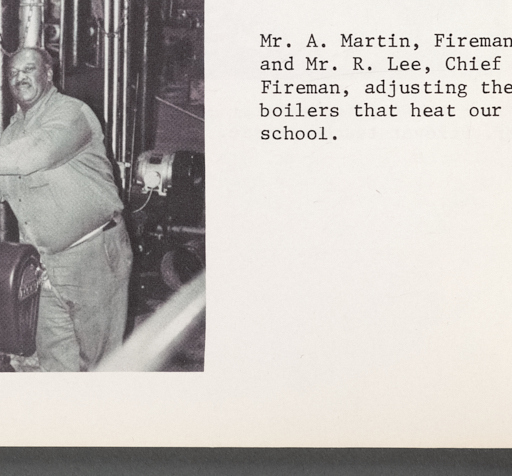 Mr. A. Martin, Fireman
and Mr. R. Lee, Chief
Fireman, adjusting the
boilers that heat our
school.